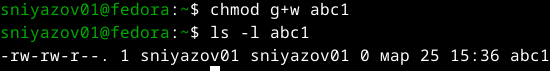 sniyazov01@fedora:~$ chmod g+w abc1
sniyazov01@fedora:~$ ls -l abc1
-rw-rw-r--. 1 sniyazov01 sniyazov01 0 мар 25 15:36 abc1